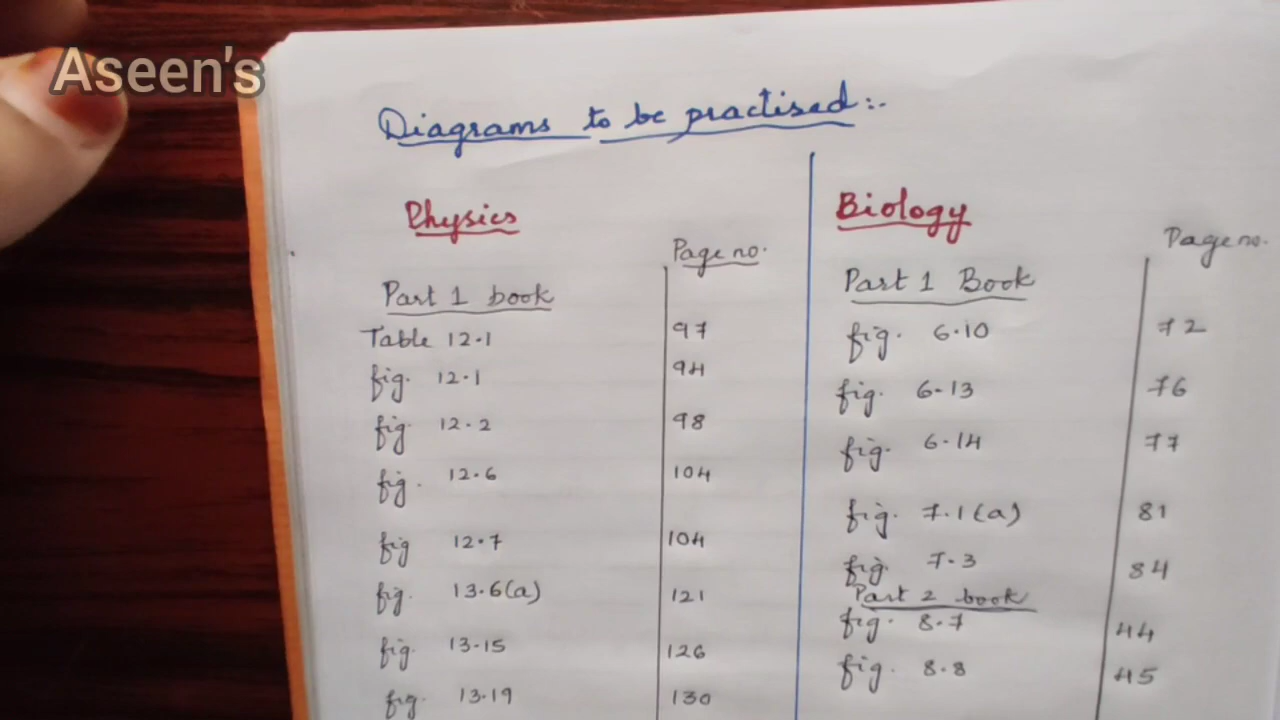 Aseen's
Diagrams to be practised:-
Physics
Page no.
Part 1 book
Table 12.1 97
fig. 12.1 94
fig. 12.2 98
fig. 12.6 104
fig 12.7 104
fig. 13.6(a) 121
fig. 13.15 126
fig. 13.19 130
Biology
Page no.
Part 1 Book
fig. 6.10 72
fig. 6.13 76
fig. 6.14 77
fig. 7.1(a) 81
fig. 7.3 84
Part 2 book
fig. 8.7 44
fig. 8.8 45